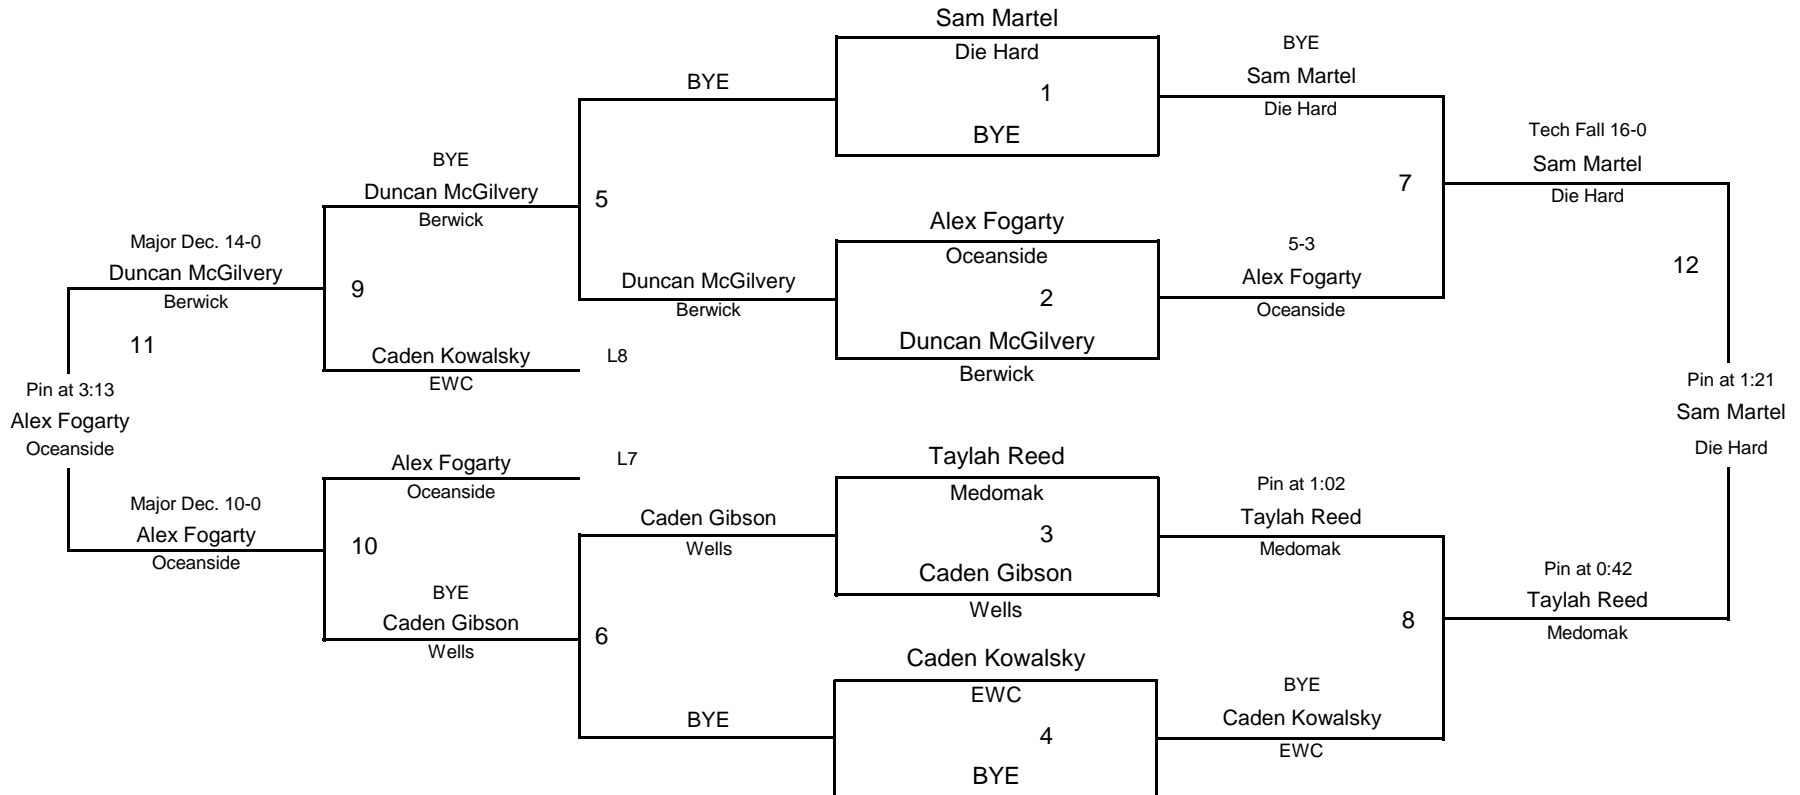 Sam Martel
Die Hard
1
BYE
BYE
Sam Martel
Die Hard
BYE
Tech Fall 16-0
Sam Martel
Die Hard
7
BYE
Duncan McGilvery
Berwick
5
Alex Fogarty
Oceanside
2
Duncan McGilvery
Berwick
5-3
Alex Fogarty
Oceanside
12
Major Dec. 14-0
Duncan McGilvery
Berwick
9
Duncan McGilvery
Berwick
11
Caden Kowalsky
EWC
L8
Pin at 3:13
Alex Fogarty
Oceanside
Pin at 1:21
Sam Martel
Die Hard
Alex Fogarty
Oceanside
L7
Taylah Reed
Medomak
3
Caden Gibson
Wells
Pin at 1:02
Taylah Reed
Medomak
Major Dec. 10-0
Alex Fogarty
Oceanside
10
Caden Gibson
Wells
BYE
Caden Gibson
Wells
6
Pin at 0:42
Taylah Reed
Medomak
8
Caden Kowalsky
EWC
4
BYE
BYE
Caden Kowalsky
EWC
BYE